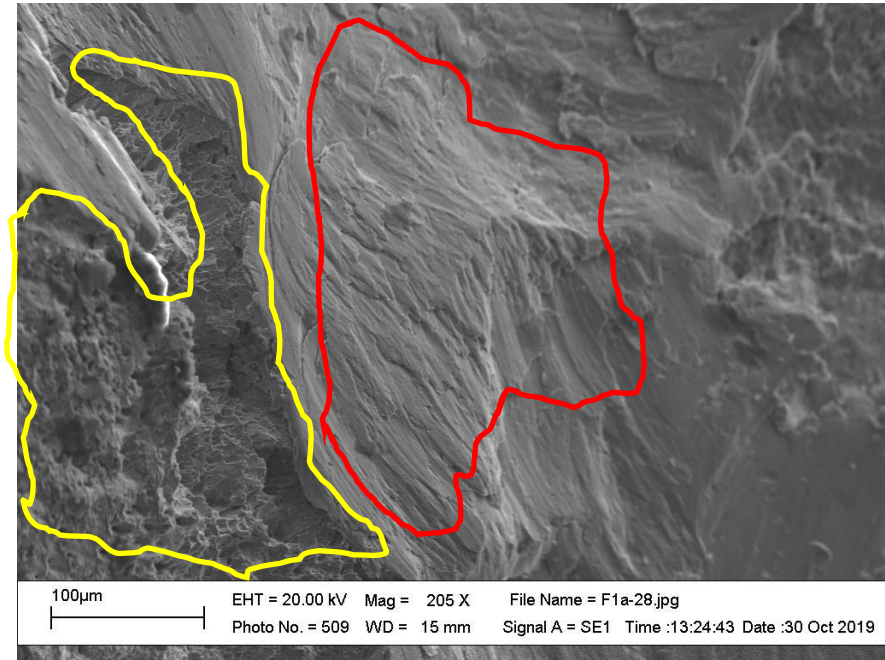 100µm
EHT = 20.00 kV Mag = 205 X File Name = F1a-28.jpg
Photo No. = 509 WD = 15 mm Signal A = SE1 Time :13:24:43 Date :30 Oct 2019